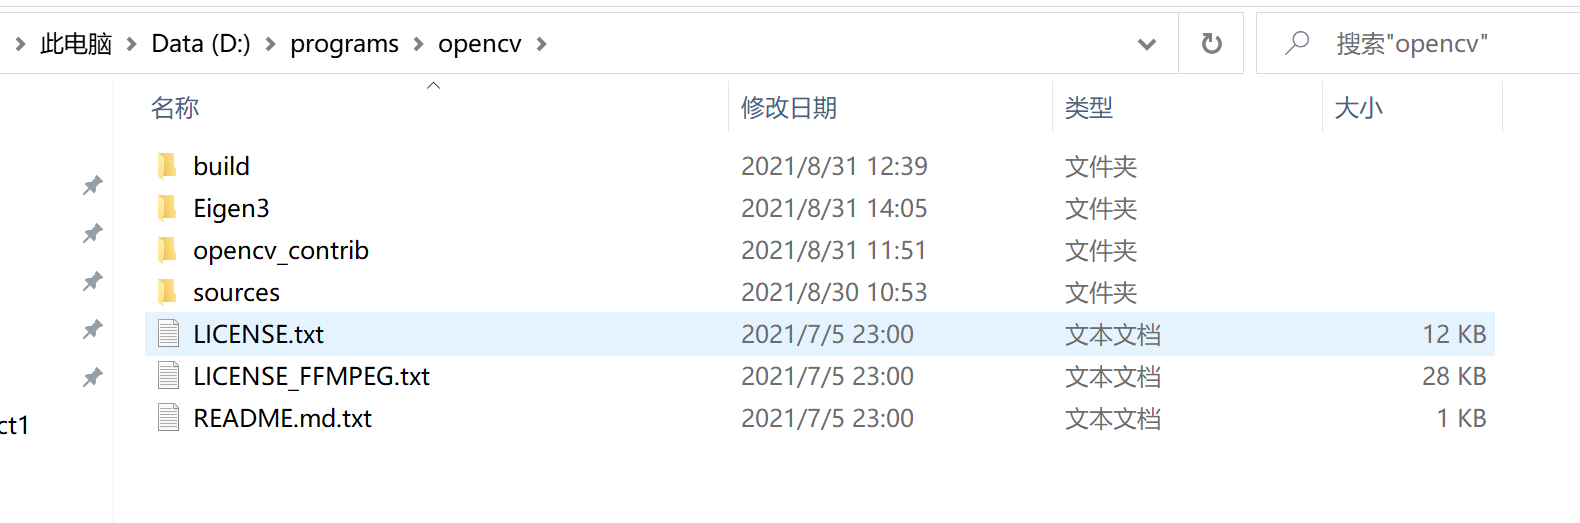 此电脑 Data (D:) programs opencv 搜索"opencv"
名称 修改日期 类型 大小
build 2021/8/31 12:39 文件夹
Eigen3 2021/8/31 14:05 文件夹
opencv_contrib 2021/8/31 11:51 文件夹
sources 2021/8/30 10:53 文件夹
LICENSE.txt 2021/7/5 23:00 文本文档 12 KB
LICENSE_FFMPEG.txt 2021/7/5 23:00 文本文档 28 KB
README.md.txt 2021/7/5 23:00 文本文档 1 KB
ct1